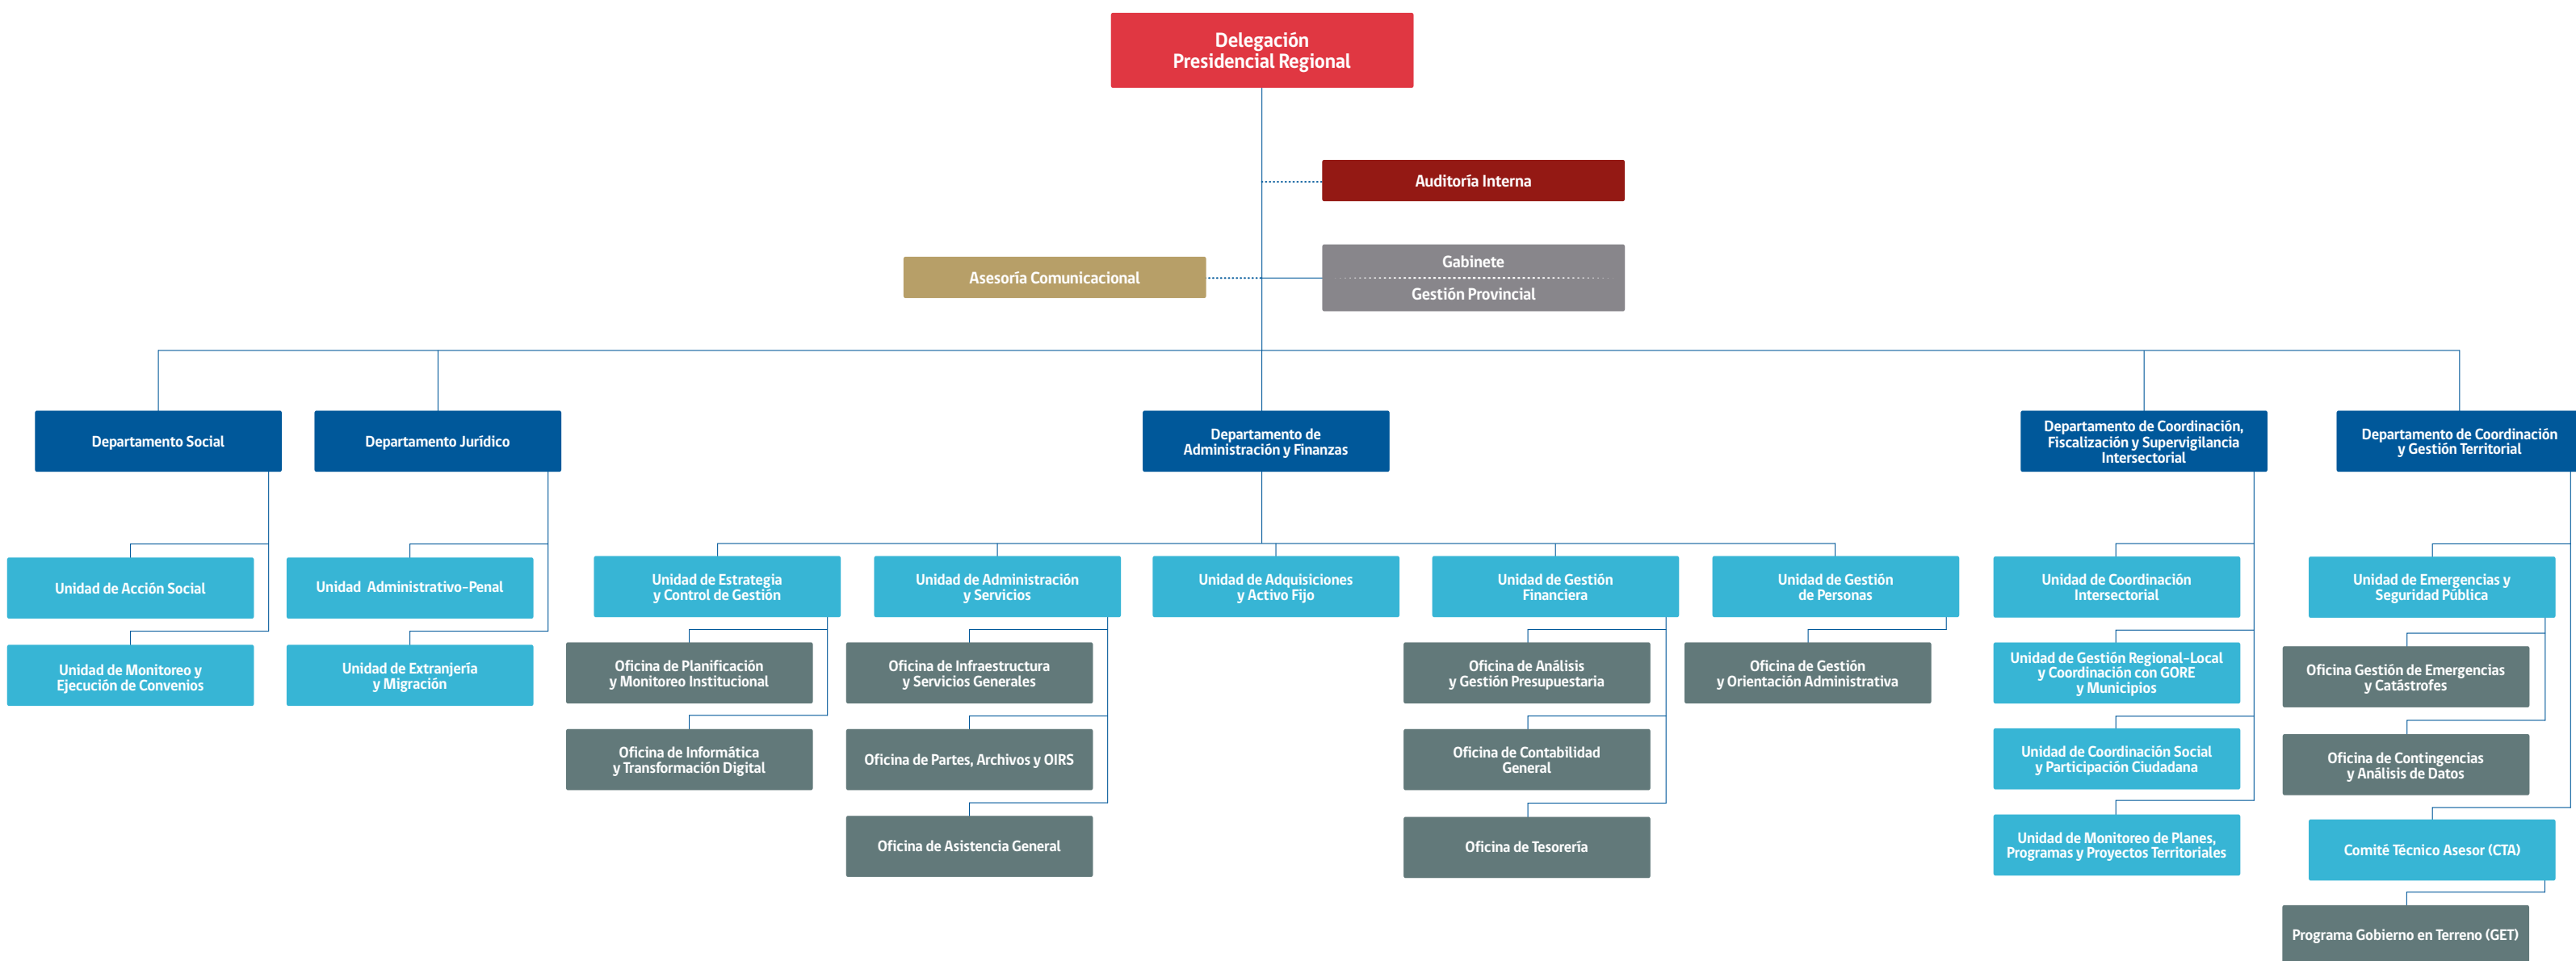 Delegación
Presidencial Regional
Auditoría Interna
Asesoría Comunicacional
Gabinete
Gestión Provincial
Departamento Social
Departamento Jurídico
Departamento de
Administración y Finanzas
Departamento de Coordinación,
Fiscalización y Supervigilancia
Intersectorial
Departamento de Coordinación
y Gestión Territorial
Unidad de Acción Social
Unidad de Monitoreo y
Ejecución de Convenios
Unidad Administrativo-Penal
Unidad de Extranjería
y Migración
Unidad de Estrategia
y Control de Gestión
Oficina de Planificación
y Monitoreo Institucional
Oficina de Informática
y Transformación Digital
Unidad de Administración
y Servicios
Oficina de Infraestructura
y Servicios Generales
Oficina de Partes, Archivos y OIRS
Oficina de Asistencia General
Unidad de Adquisiciones
y Activo Fijo
Unidad de Gestión
Financiera
Oficina de Análisis
y Gestión Presupuestaria
Oficina de Contabilidad
General
Oficina de Tesorería
Unidad de Gestión
de Personas
Oficina de Gestión
y Orientación Administrativa
Unidad de Coordinación
Intersectorial
Unidad de Gestión Regional-Local
y Coordinación con GORE
y Municipios
Unidad de Coordinación Social
y Participación Ciudadana
Unidad de Monitoreo de Planes,
Programas y Proyectos Territoriales
Unidad de Emergencias y
Seguridad Pública
Oficina Gestión de Emergencias
y Catástrofes
Oficina de Contingencias
y Análisis de Datos
Comité Técnico Asesor (CTA)
Programa Gobierno en Terreno (GET)